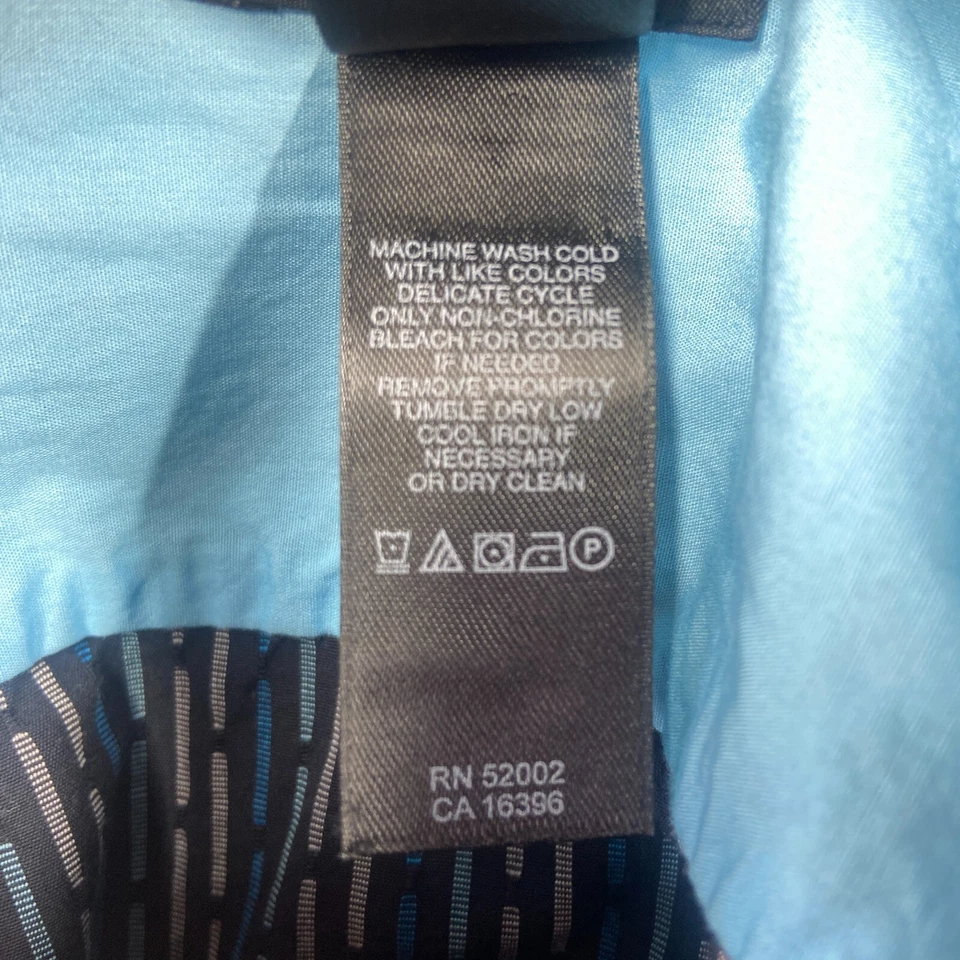 MACHINE WASH COLD
WITH LIKE COLORS
DELICATE CYCLE
ONLY NON-CHLORINE
BLEACH FOR COLORS
IF NEEDED
REMOVE PROMPTLY
TUMBLE DRY LOW
COOL IRON IF
NECESSARY
OR DRY CLEAN
P
RN 52002
CA 16396